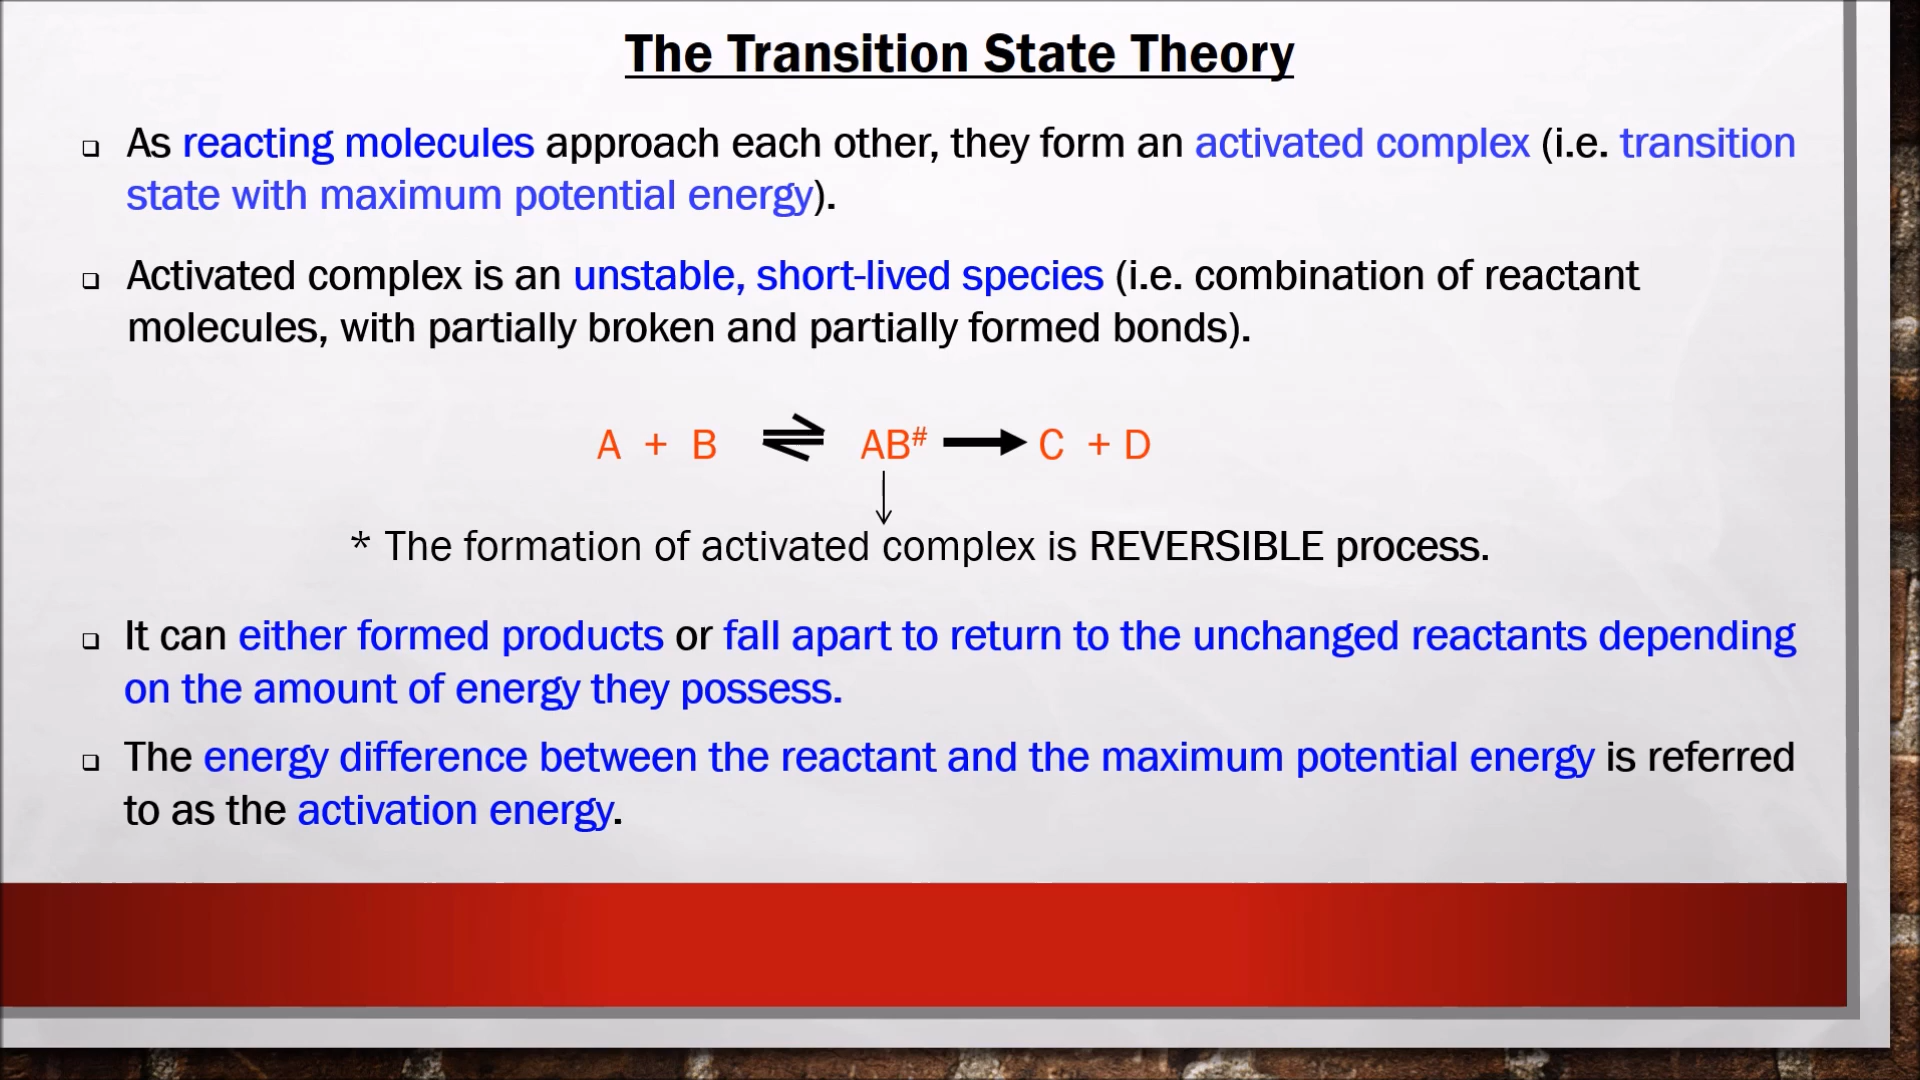 The Transition State Theory
As reacting molecules approach each other, they form an activated complex (i.e. transition
state with maximum potential energy).
Activated complex is an unstable, short-lived species (i.e. combination of reactant
molecules, with partially broken and partially formed bonds).
A + B ⇌ AB# → C + D
* The formation of activated complex is REVERSIBLE process.
It can either formed products or fall apart to return to the unchanged reactants depending
on the amount of energy they possess.
The energy difference between the reactant and the maximum potential energy is referred
to as the activation energy.